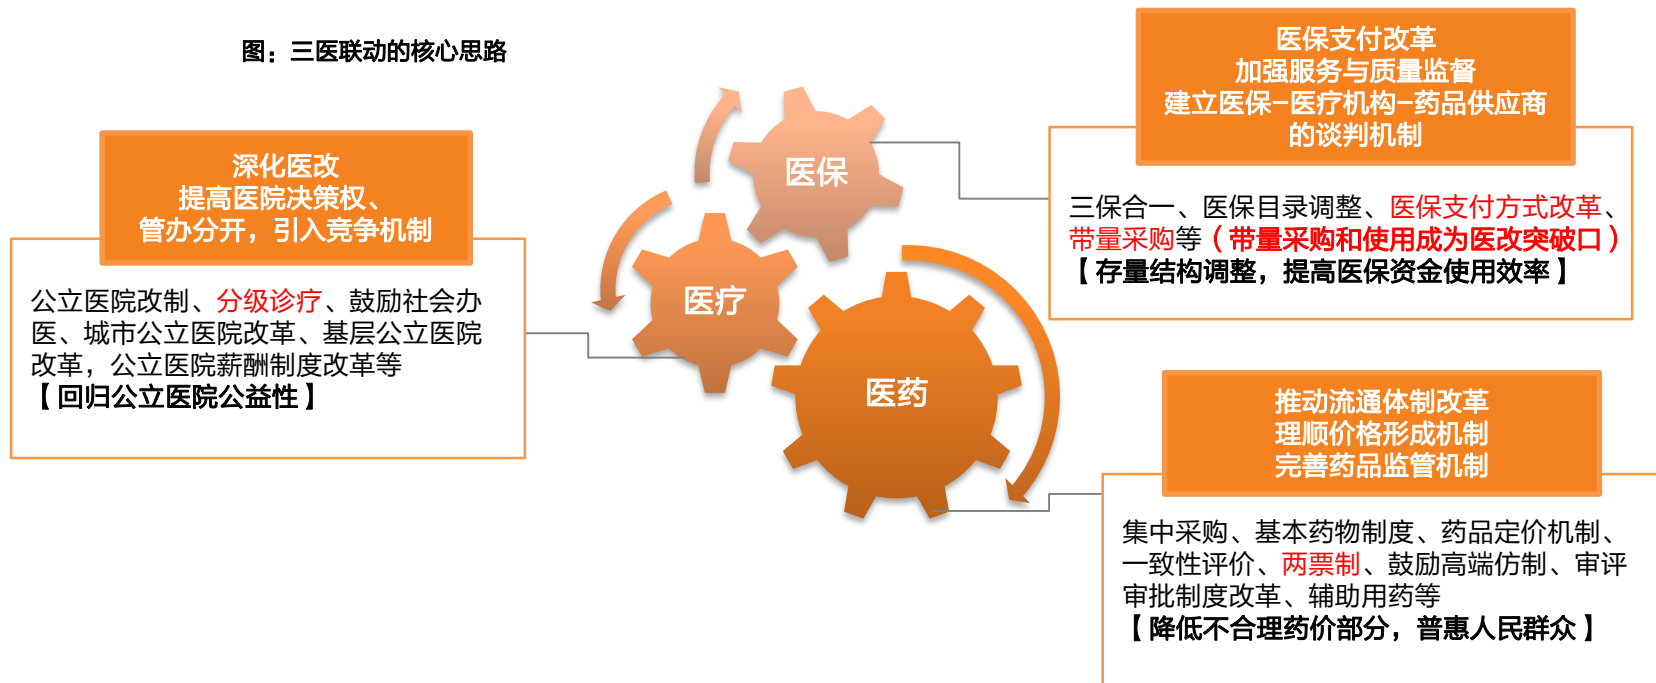 图：三医联动的核心思路
深化医改
提高医院决策权、
管办分开，引入竞争机制
公立医院改制、分级诊疗、鼓励社会办
医、城市公立医院改革、基层公立医院
改革，公立医院薪酬制度改革等
【回归公立医院公益性】
医保
医疗
医药
医保支付改革
加强服务与质量监督
建立医保-医疗机构-药品供应商
的谈判机制
三保合一、医保目录调整、医保支付方式改革、
带量采购等（带量采购和使用成为医改突破口）
【存量结构调整，提高医保资金使用效率】
推动流通体制改革
理顺价格形成机制
完善药品监管机制
集中采购、基本药物制度、药品定价机制、
一致性评价、两票制、鼓励高端仿制、审评
审批制度改革、辅助用药等
【降低不合理药价部分，普惠人民群众】